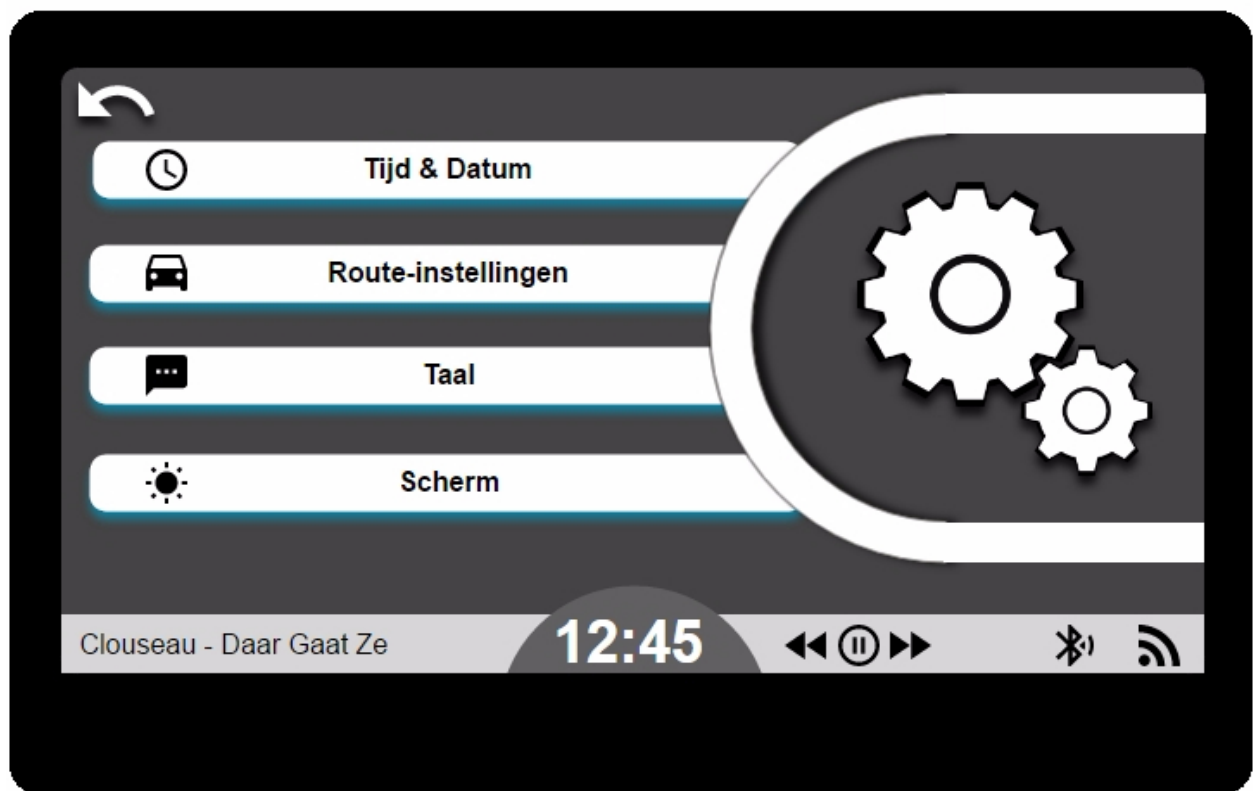 Tijd & Datum
Route-instellingen
Taal
Scherm
Clouseau - Daar Gaat Ze
12:45